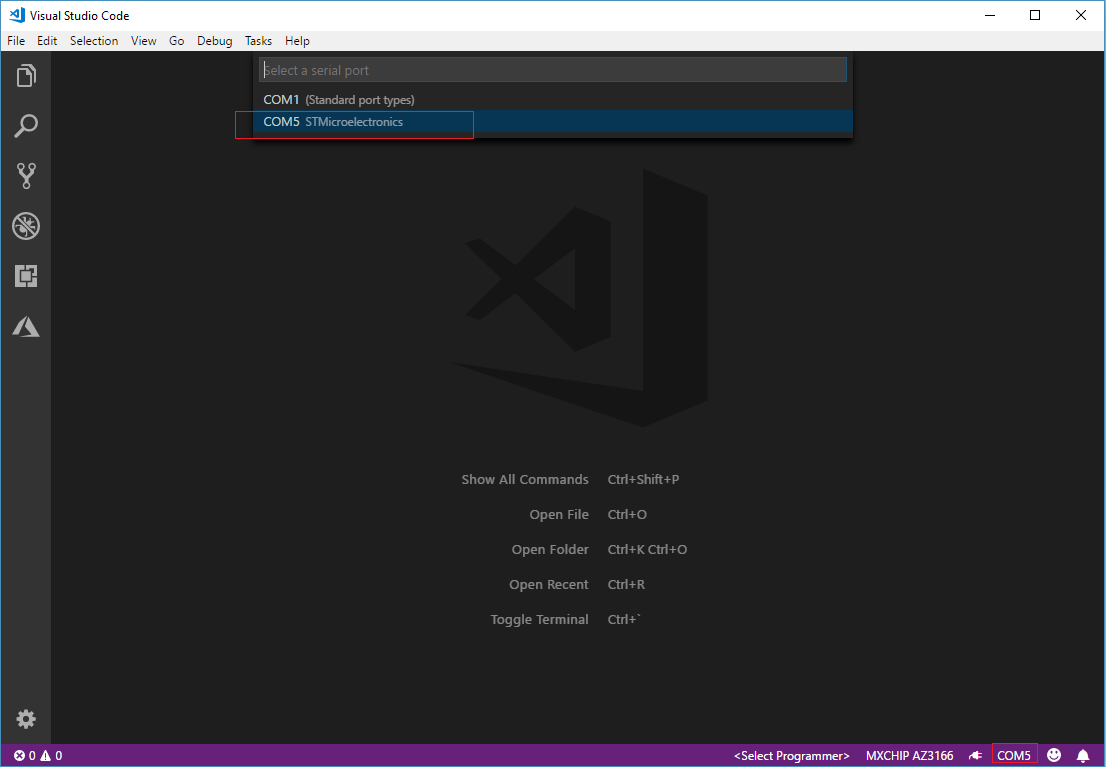 Visual Studio Code
File Edit Selection View Go Debug Tasks Help
Select a serial port
COM1 (Standard port types)
COM5 STMicroelectronics
Show All Commands Ctrl+Shift+P
Open File Ctrl+O
Open Folder Ctrl+K Ctrl+O
Open Recent Ctrl+R
Toggle Terminal Ctrl+`
0 0 <Select Programmer> MXCHIP AZ3166 COM5